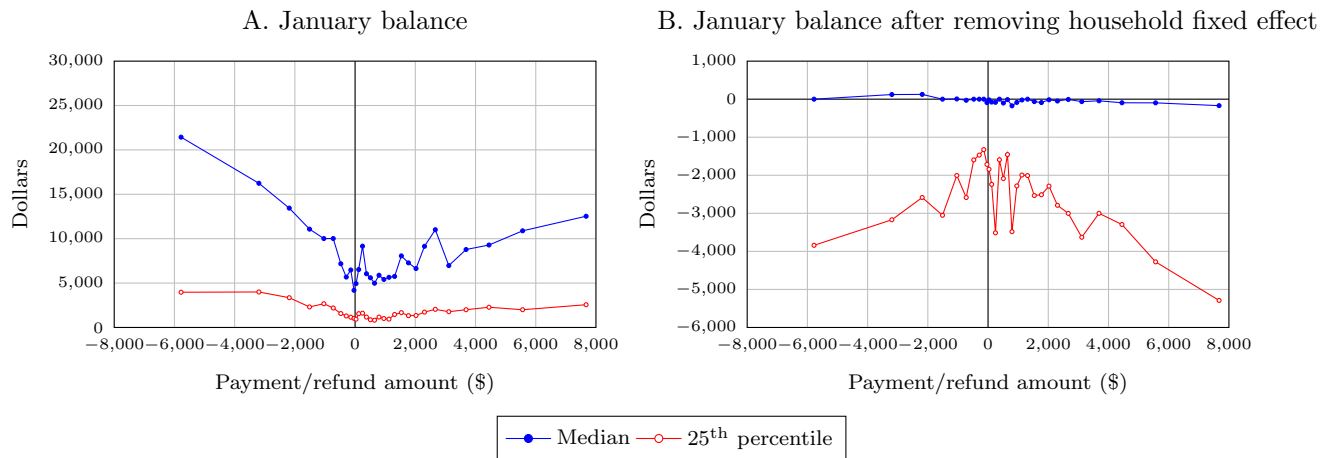 A. January balance
30,000
25,000
20,000
15,000
10,000
5,000
0
Dollars
−8,000 −6,000 −4,000 −2,000 0 2,000 4,000 6,000 8,000
Payment/refund amount ($)
B. January balance after removing household fixed effect
1,000
0
−1,000
−2,000
−3,000
−4,000
−5,000
−6,000
Dollars
−8,000 −6,000 −4,000 −2,000 0 2,000 4,000 6,000 8,000
Payment/refund amount ($)
Median 25th percentile